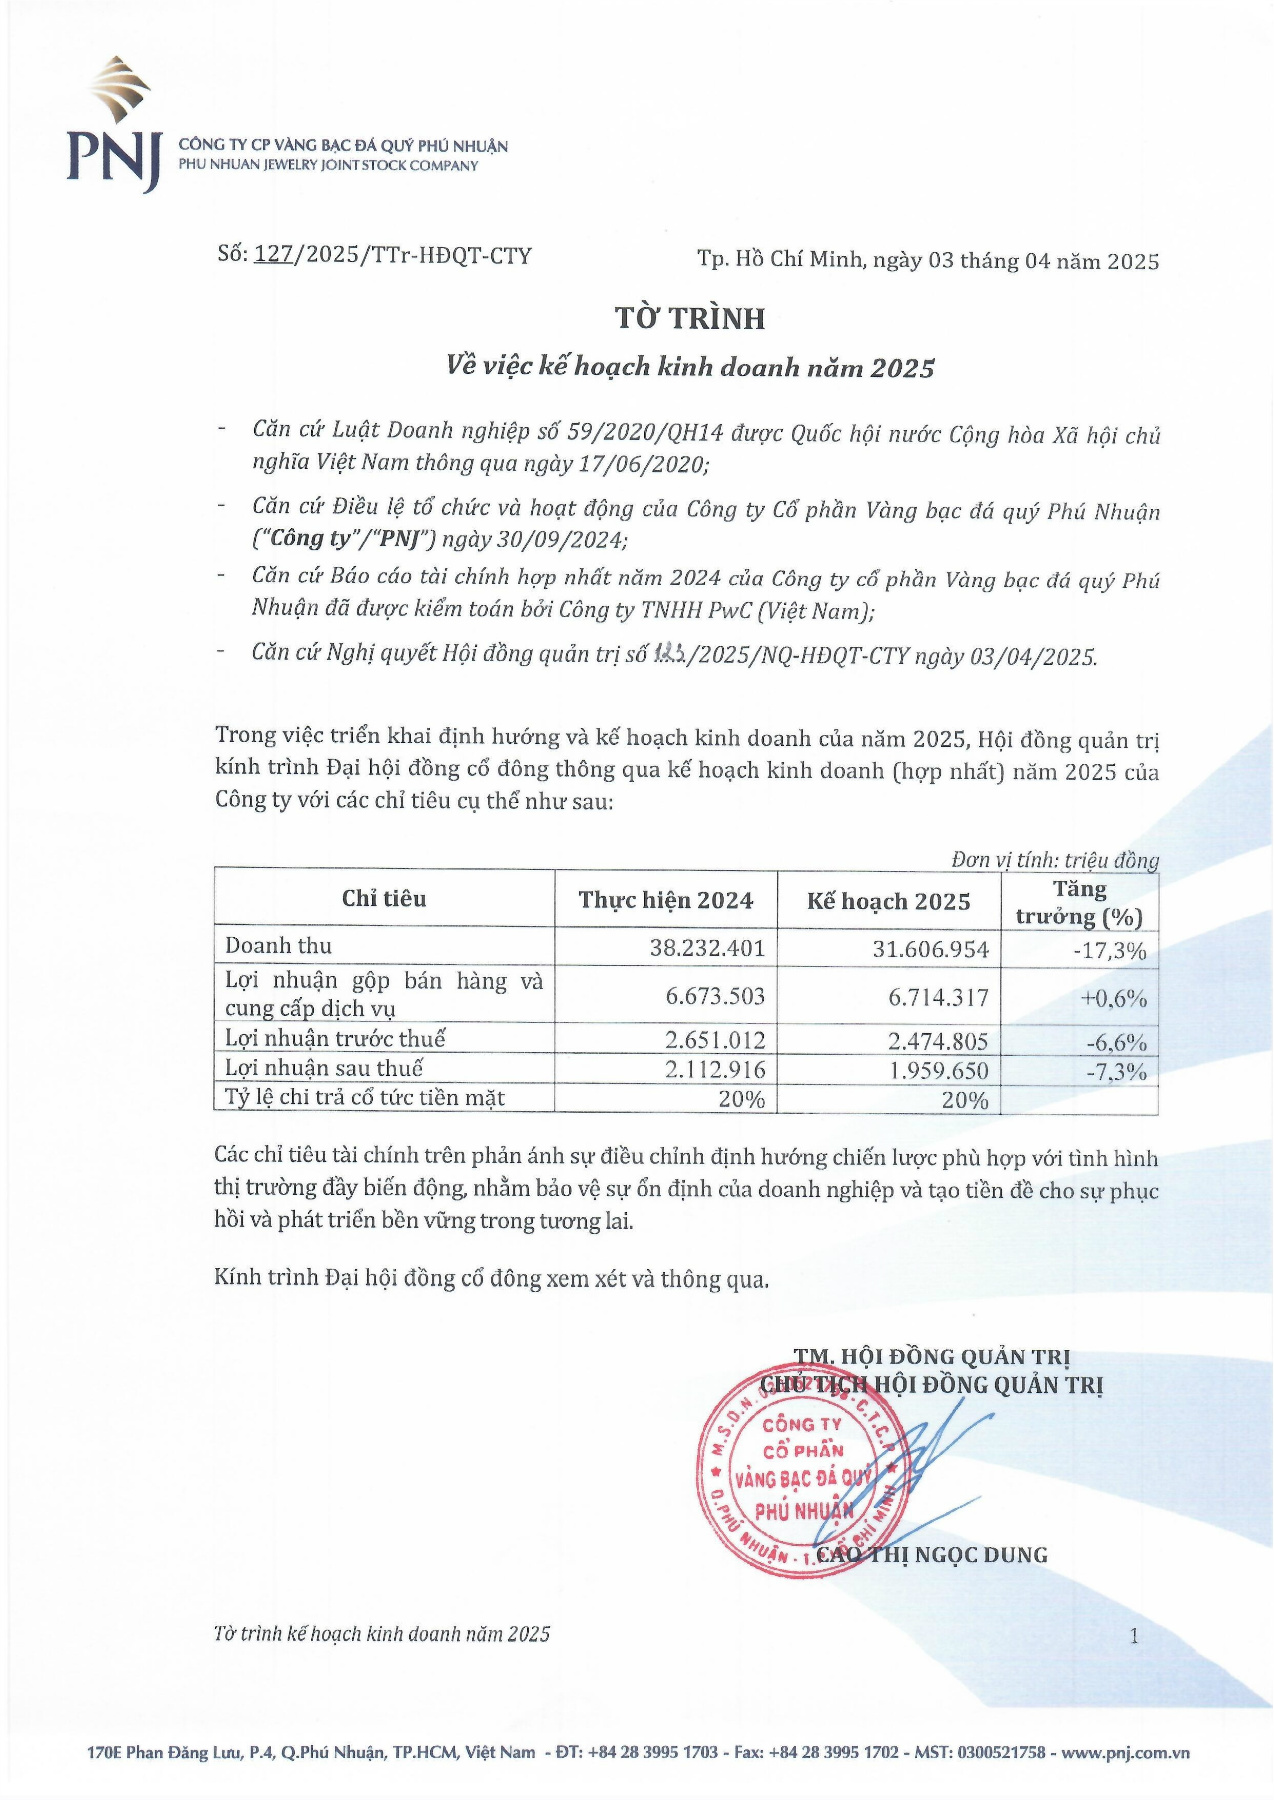 PNJ
CÔNG TY CP VÀNG BẠC ĐÁ QUÝ PHÚ NHUẬN
PHU NHUAN JEWELRY JOINT STOCK COMPANY
Số: 127/2025/TTr-HĐQT-CTY
Tp. Hồ Chí Minh, ngày 03 tháng 04 năm 2025
TỜ TRÌNH
Về việc kế hoạch kinh doanh năm 2025
- Căn cứ Luật Doanh nghiệp số 59/2020/QH14 được Quốc hội nước Cộng hòa Xã hội chủ
nghĩa Việt Nam thông qua ngày 17/06/2020;
- Căn cứ Điều lệ tổ chức và hoạt động của Công ty Cổ phần Vàng bạc đá quý Phú Nhuận
("Công ty"/"PNJ") ngày 30/09/2024;
- Căn cứ Báo cáo tài chính hợp nhất năm 2024 của Công ty cổ phần Vàng bạc đá quý Phú
Nhuận đã được kiểm toán bởi Công ty TNHH PwC (Việt Nam);
- Căn cứ Nghị quyết Hội đồng quản trị số /2025/NQ-HĐQT-CTY ngày 03/04/2025.
Trong việc triển khai định hướng và kế hoạch kinh doanh của năm 2025, Hội đồng quản trị
kính trình Đại hội đồng cổ đông thông qua kế hoạch kinh doanh (hợp nhất) năm 2025 của
Công ty với các chỉ tiêu cụ thể như sau:
Đơn vị tính: triệu đồng
Chỉ tiêu Thực hiện 2024 Kế hoạch 2025 Tăng
trưởng (%)
Doanh thu 38.232.401 31.606.954 -17,3%
Lợi nhuận gộp bán hàng và
cung cấp dịch vụ 6.673.503 6.714.317 +0,6%
Lợi nhuận trước thuế 2.651.012 2.474.805 -6,6%
Lợi nhuận sau thuế 2.112.916 1.959.650 -7,3%
Tỷ lệ chi trả cổ tức tiền mặt 20% 20%
Các chỉ tiêu tài chính trên phản ánh sự điều chỉnh định hướng chiến lược phù hợp với tình hình
thị trường đầy biến động, nhằm bảo vệ sự ổn định của doanh nghiệp và tạo tiền đề cho sự phục
hồi và phát triển bền vững trong tương lai.
Kính trình Đại hội đồng cổ đông xem xét và thông qua.
TM. HỘI ĐỒNG QUẢN TRỊ
CHỦ TỊCH HỘI ĐỒNG QUẢN TRỊ
M.S.D.N. C.T.C.P
CÔNG TY
CỔ PHẦN
VÀNG BẠC ĐÁ QUÝ
PHÚ NHUẬN
Q.PHÚ NHUẬN - T.P HỒ CHÍ MINH
CAO THỊ NGỌC DUNG
Tờ trình kế hoạch kinh doanh năm 2025
1
170E Phan Đăng Lưu, P.4, Q.Phú Nhuận, TP.HCM, Việt Nam - ĐT: +84 28 3995 1703 - Fax: +84 28 3995 1702 - MST: 0300521758 - www.pnj.com.vn